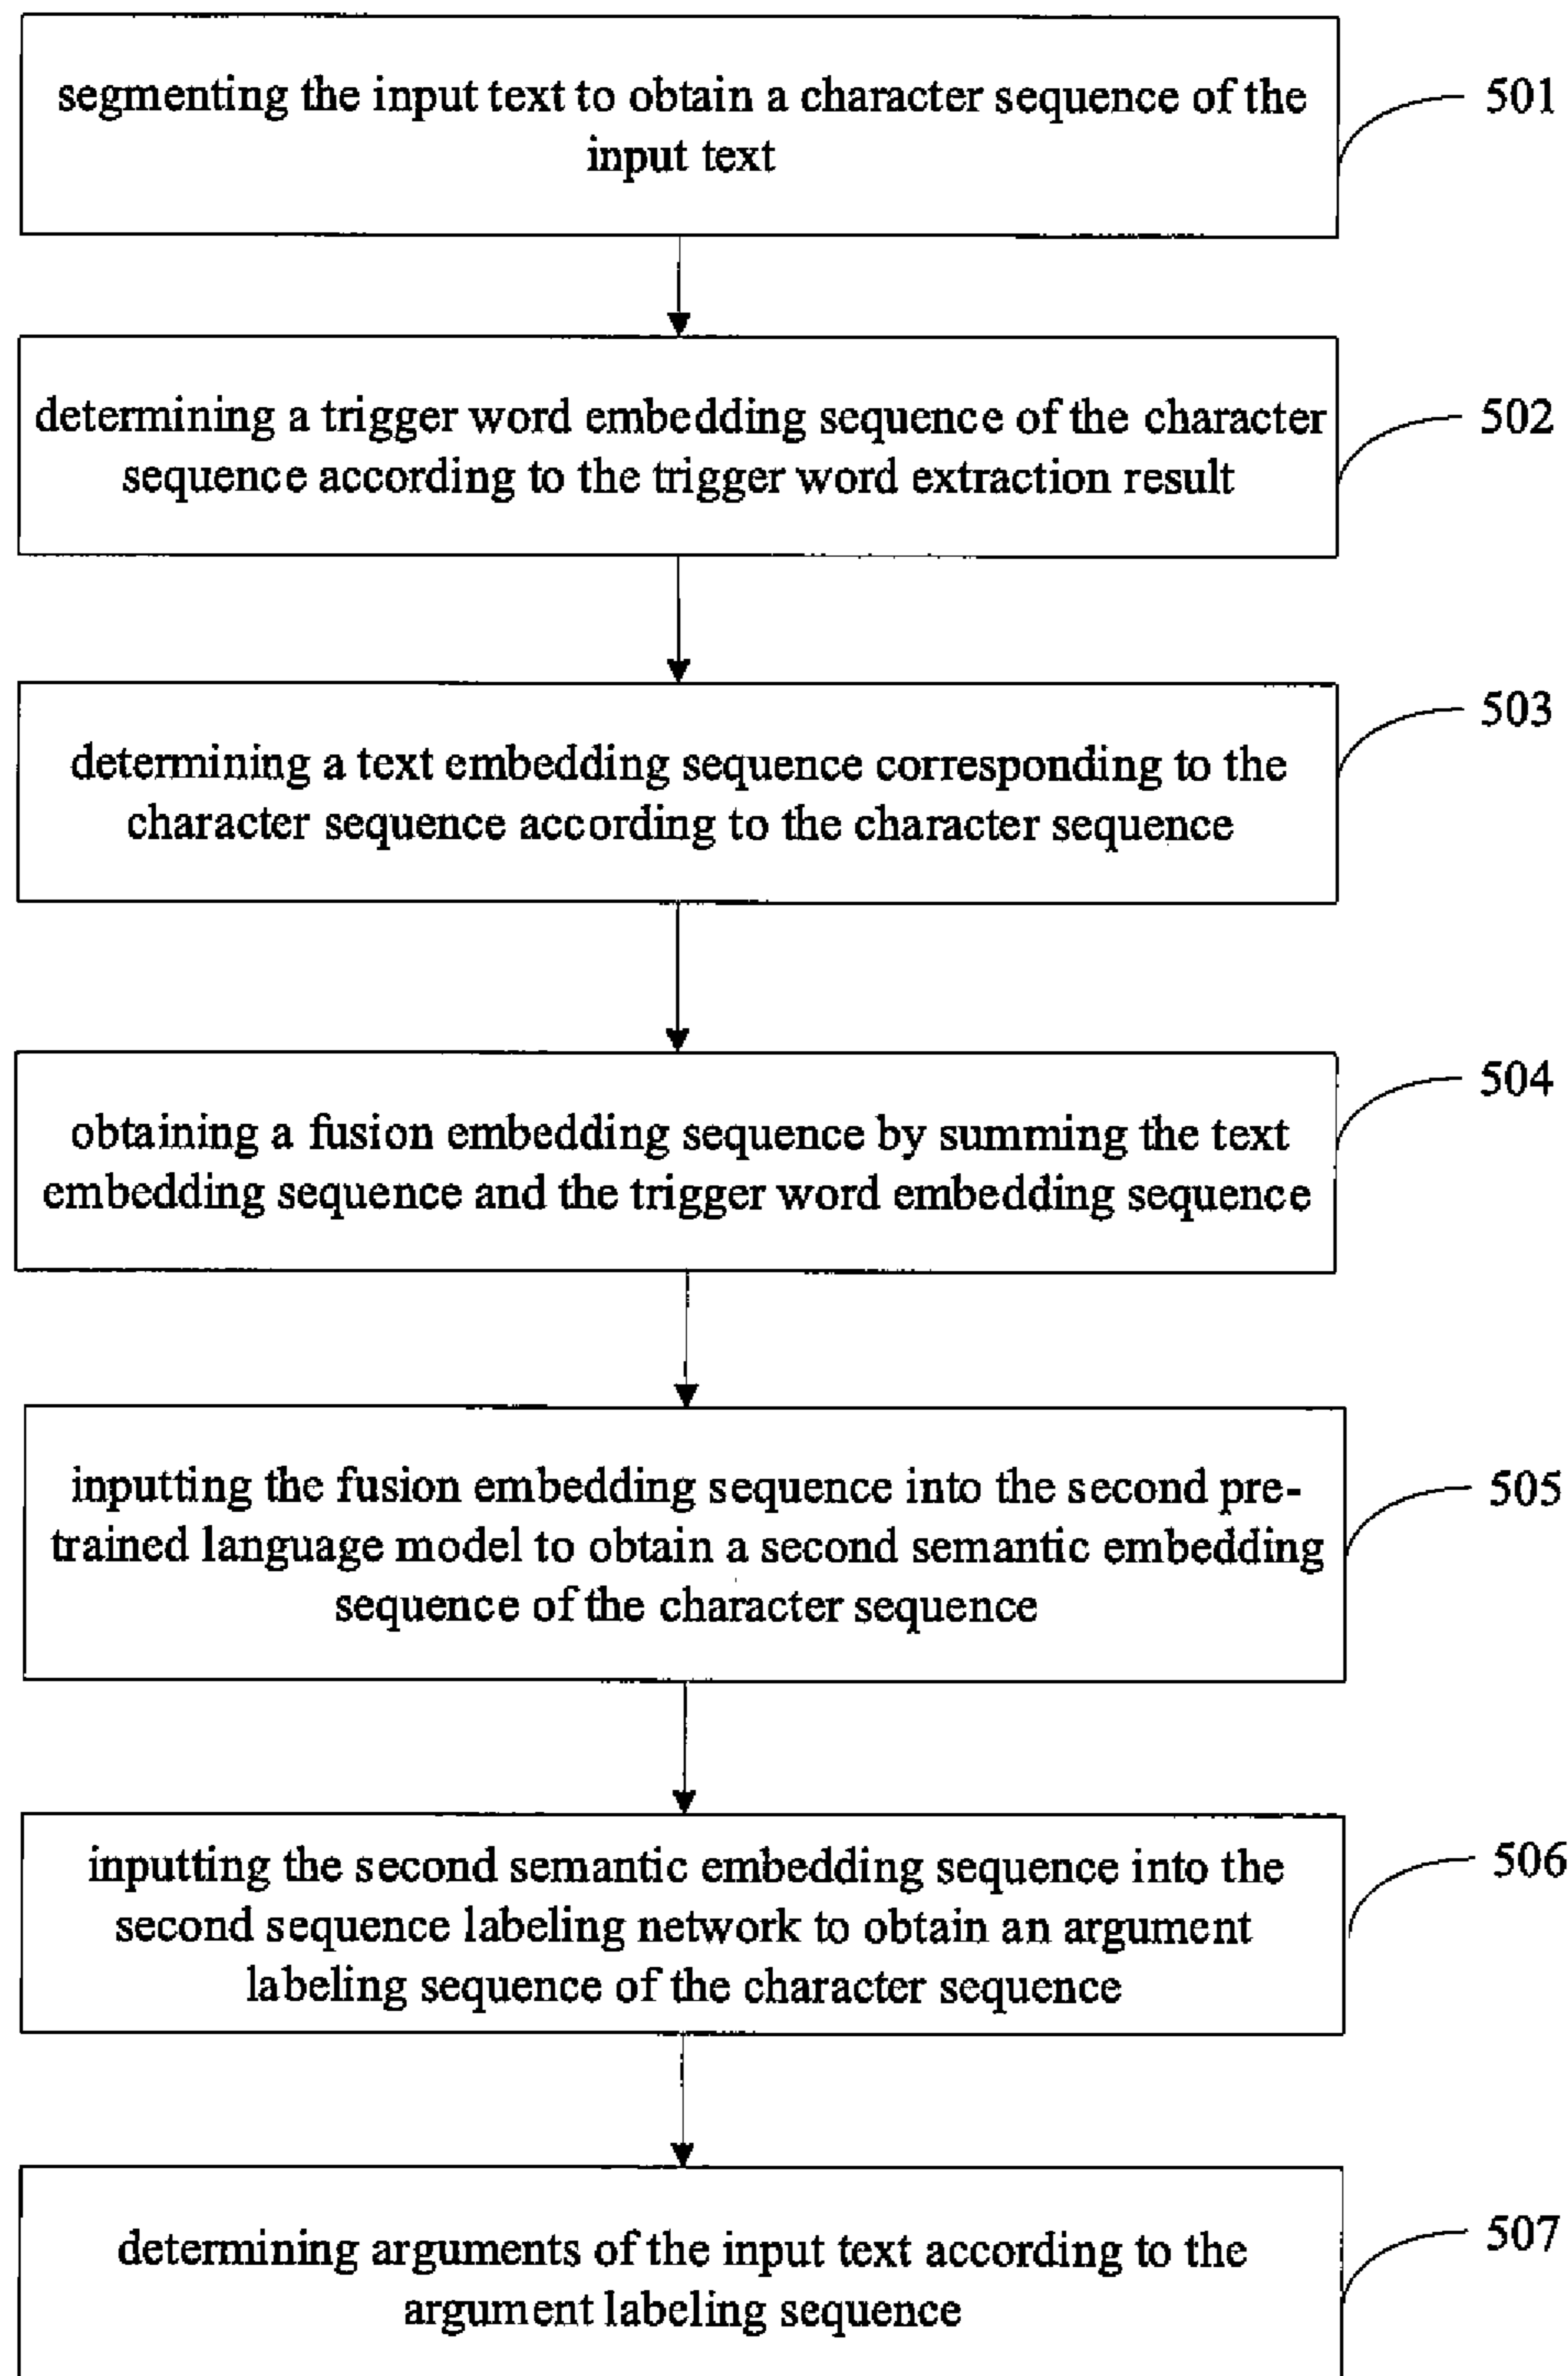 segmenting the input text to obtain a character sequence of the
input text
501
determining a trigger word embedding sequence of the character
sequence according to the trigger word extraction result
502
determining a text embedding sequence corresponding to the
character sequence according to the character sequence
503
obtaining a fusion embedding sequence by summing the text
embedding sequence and the trigger word embedding sequence
504
inputting the fusion embedding sequence into the second pre-
trained language model to obtain a second semantic embedding
sequence of the character sequence
505
inputting the second semantic embedding sequence into the
second sequence labeling network to obtain an argument
labeling sequence of the character sequence
506
determining arguments of the input text according to the
argument labeling sequence
507